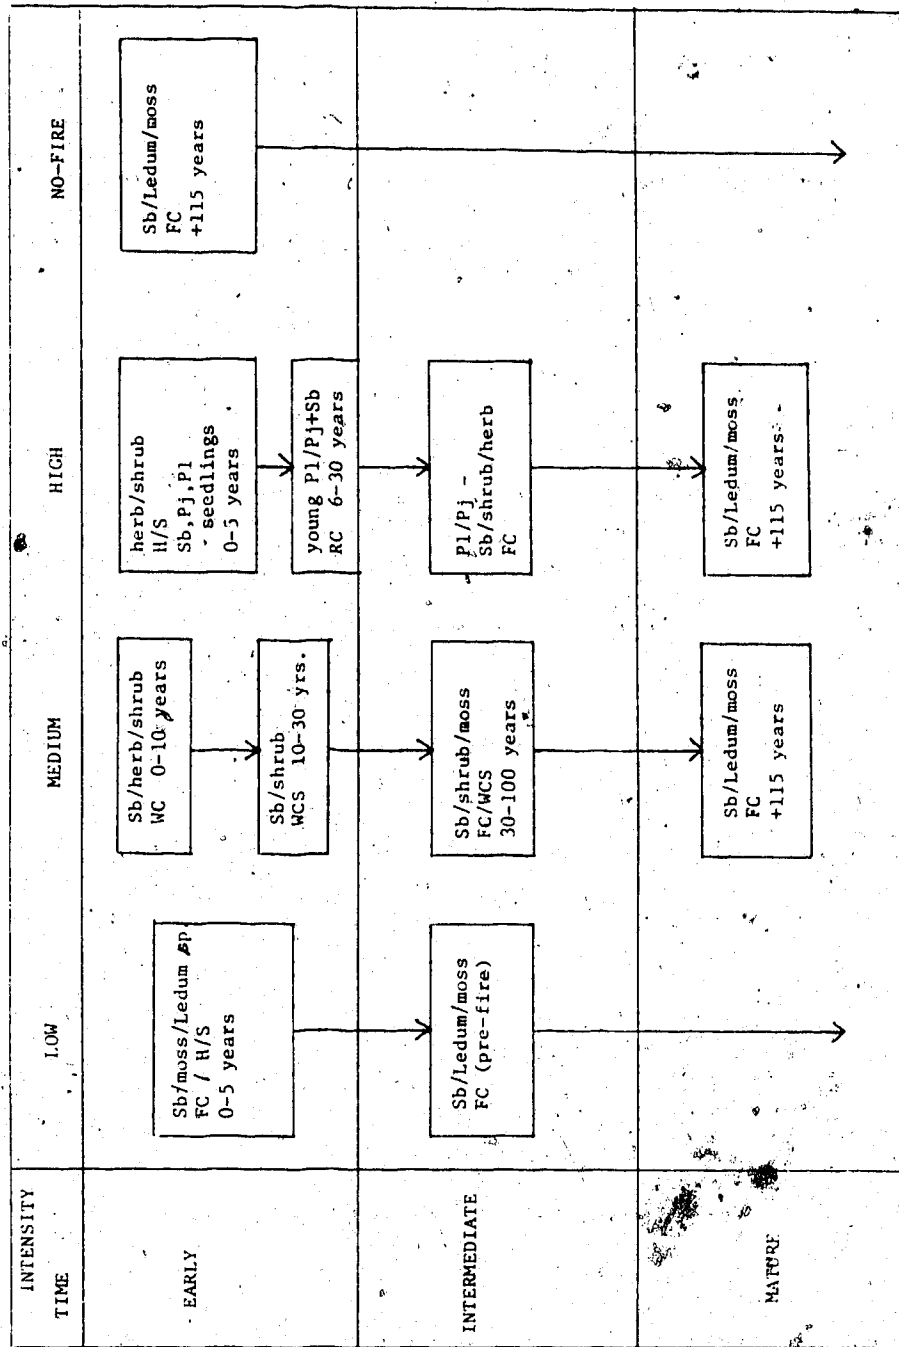 INTENSITY
TIME
LOW
MEDIUM
HIGH
NO-FIRE
EARLY
Sb/moss/Ledum sp
FC / H/S
0-5 years
Sb/herb/shrub
WC 0-10 years
Sb/shrub
WCS 10-30 yrs.
herb/shrub
H/S
Sb,Pj,Pl
seedlings
0-5 years
young Pl/Pj+Sb
RC 6-30 years
Sb/Ledum/moss
FC
+115 years
INTERMEDIATE
Sb/Ledum/moss
FC (pre-fire)
Sb/shrub/moss
FC/WCS
30-100 years
Pl/Pj -
Sb/shrub/herb
FC
MATURE
Sb/Ledum/moss
FC
+115 years
Sb/Ledum/moss
FC
+115 years